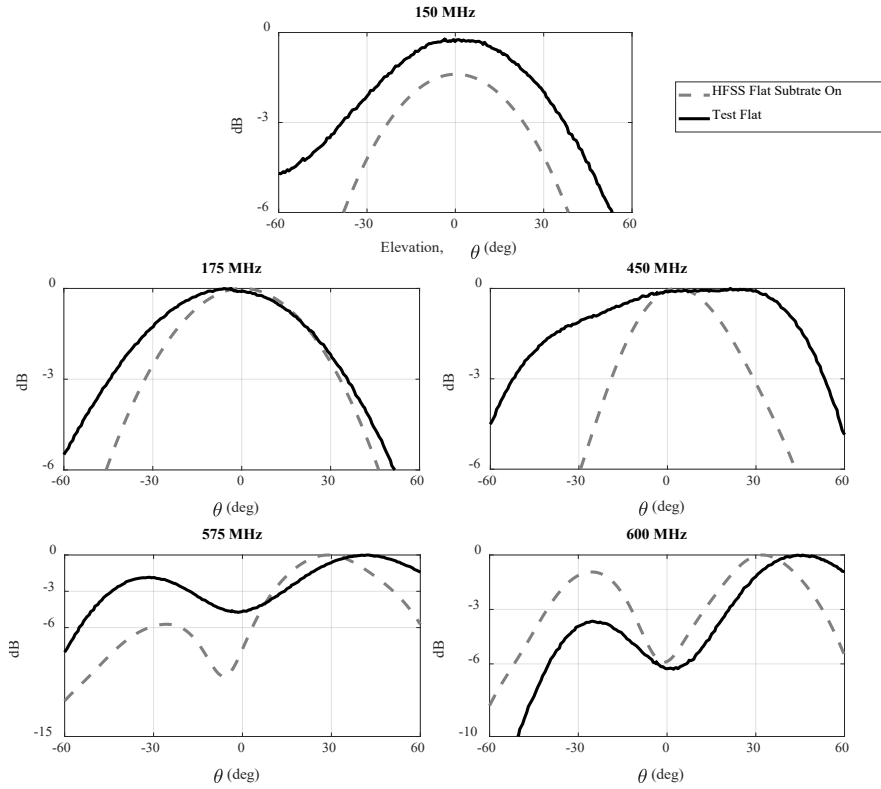 150 MHz
0
-3
-6
dB
-60 -30 0 30 60
Elevation, θ (deg)
HFSS Flat Subtrate On
Test Flat
175 MHz
0
-3
-6
dB
-60 -30 0 30 60
θ (deg)
450 MHz
0
-3
-6
dB
-60 -30 0 30 60
θ (deg)
575 MHz
0
-3
-6
-15
dB
-60 -30 0 30 60
θ (deg)
600 MHz
0
-3
-6
-10
dB
-60 -30 0 30 60
θ (deg)